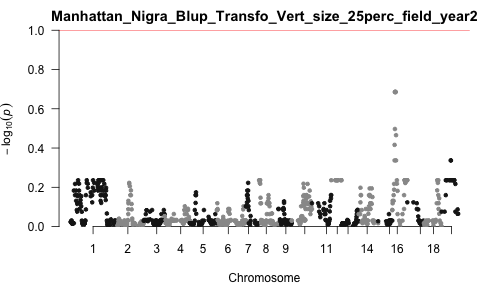 Manhattan_Nigra_Blup_Transfo_Vert_size_25perc_field_year2
1.0
0.8
0.6
0.4
0.2
0.0
− log₁₀(p)
1 2 3 4 5 6 7 8 9 11 14 16 18
Chromosome